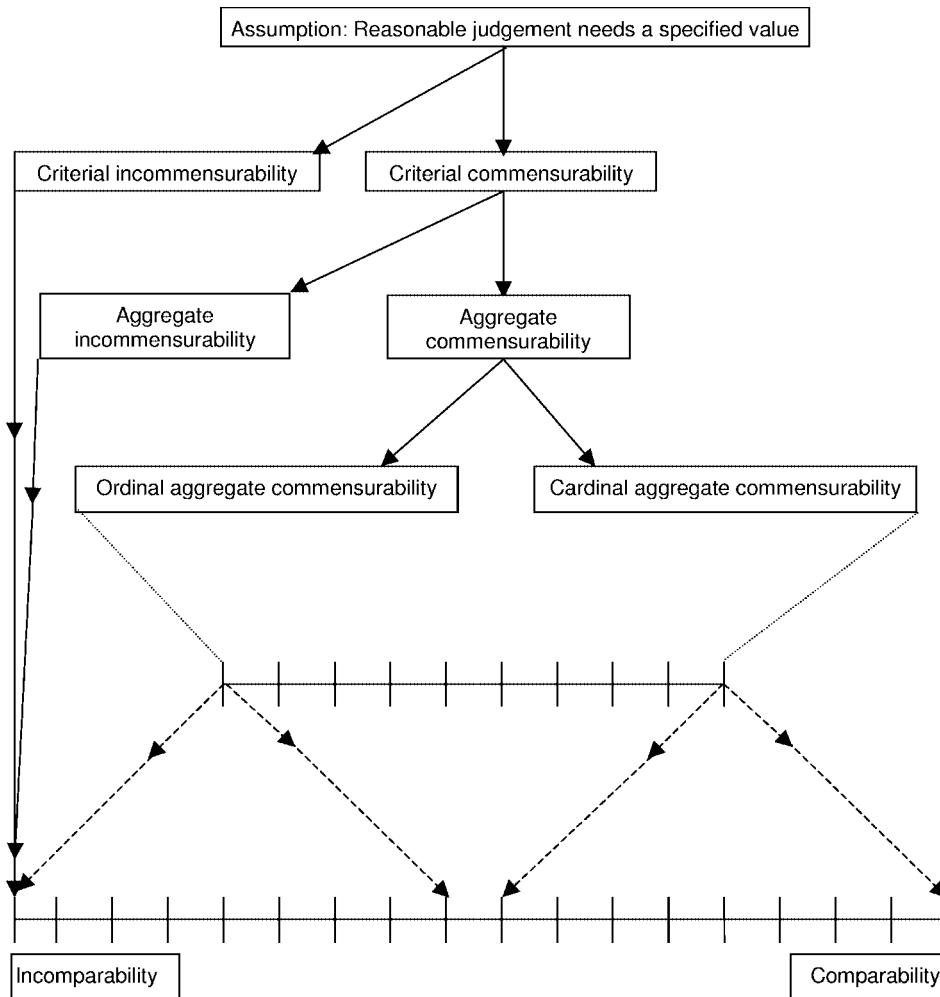 Assumption: Reasonable judgement needs a specified value
Criterial incommensurability
Criterial commensurability
Aggregate
incommensurability
Aggregate
commensurability
Ordinal aggregate commensurability
Cardinal aggregate commensurability
Incomparability
Comparability